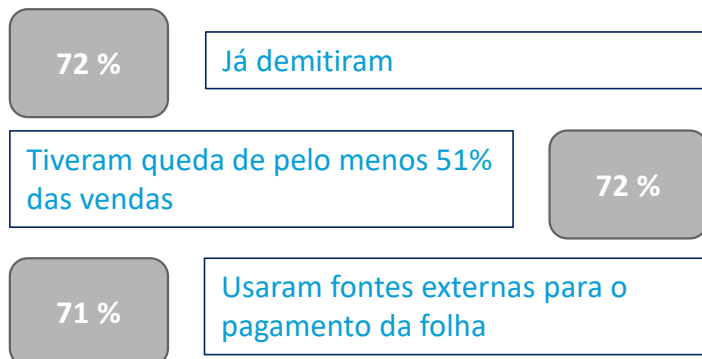 72 %
Já demitiram
Tiveram queda de pelo menos 51%
das vendas
72 %
71 %
Usaram fontes externas para o
pagamento da folha